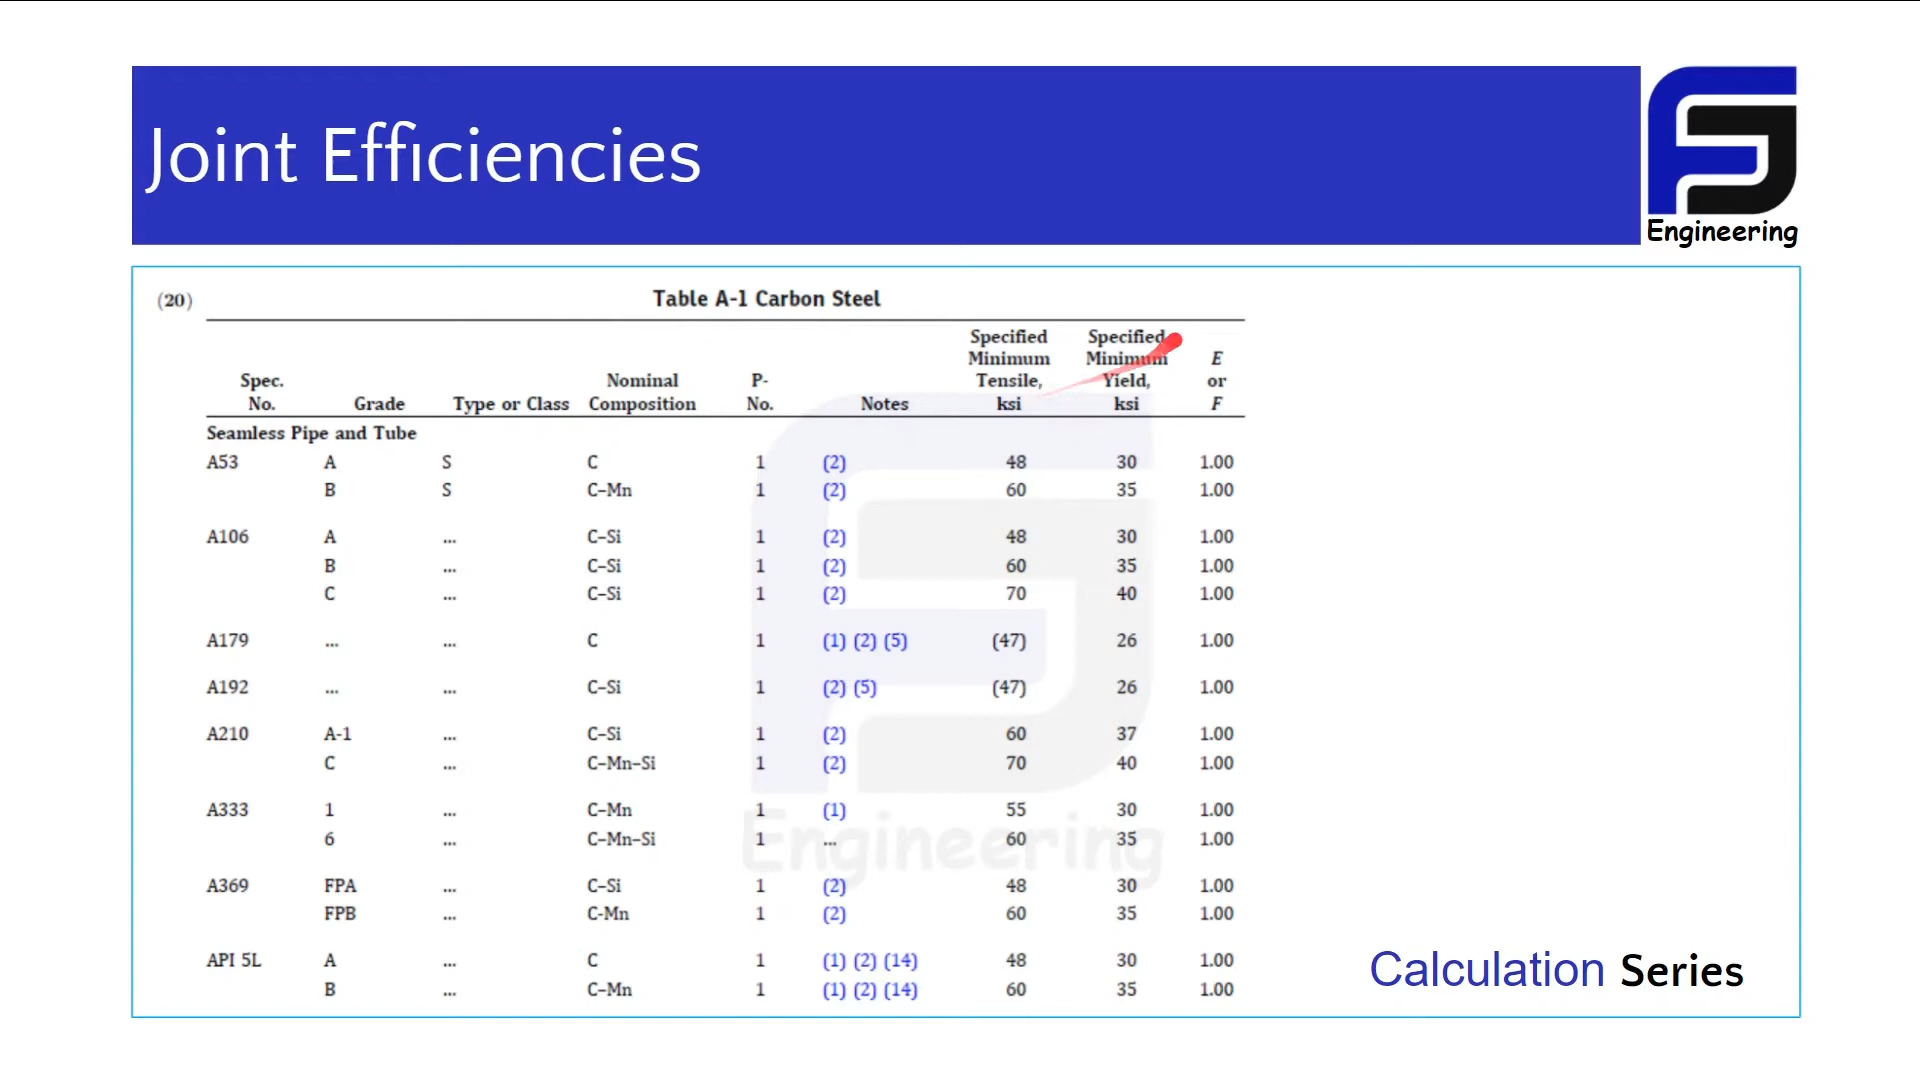 Joint Efficiencies
Engineering
(20) Table A-1 Carbon Steel
Spec. No. Grade Type or Class Nominal Composition P-No. Notes Specified Minimum Tensile, ksi Specified Minimum Yield, ksi E or F
Seamless Pipe and Tube
A53 A S C 1 (2) 48 30 1.00
B S C–Mn 1 (2) 60 35 1.00
A106 A ... C–Si 1 (2) 48 30 1.00
B ... C–Si 1 (2) 60 35 1.00
C ... C–Si 1 (2) 70 40 1.00
A179 ... ... C 1 (1) (2) (5) (47) 26 1.00
A192 ... ... C–Si 1 (2) (5) (47) 26 1.00
A210 A-1 ... C–Si 1 (2) 60 37 1.00
C ... C–Mn–Si 1 (2) 70 40 1.00
A333 1 ... C–Mn 1 (1) 55 30 1.00
6 ... C–Mn–Si 1 ... 60 35 1.00
A369 FPA ... C–Si 1 (2) 48 30 1.00
FPB ... C-Mn 1 (2) 60 35 1.00
API 5L A ... C 1 (1) (2) (14) 48 30 1.00
B ... C–Mn 1 (1) (2) (14) 60 35 1.00
Engineering
Calculation Series